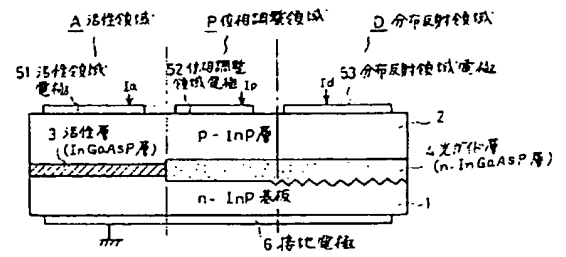 A 活性領域
P 位相調整領域
D 分布反射領域
51 活性領域
電極
Ia
52 位相調整
領域電極
Ip
Id
53 分布反射領域電極
2
3 活性層
(InGaAsP層)
p-InP層
4 光ガイド層
(n-InGaAsP層)
n-InP基板
1
6 接地電極